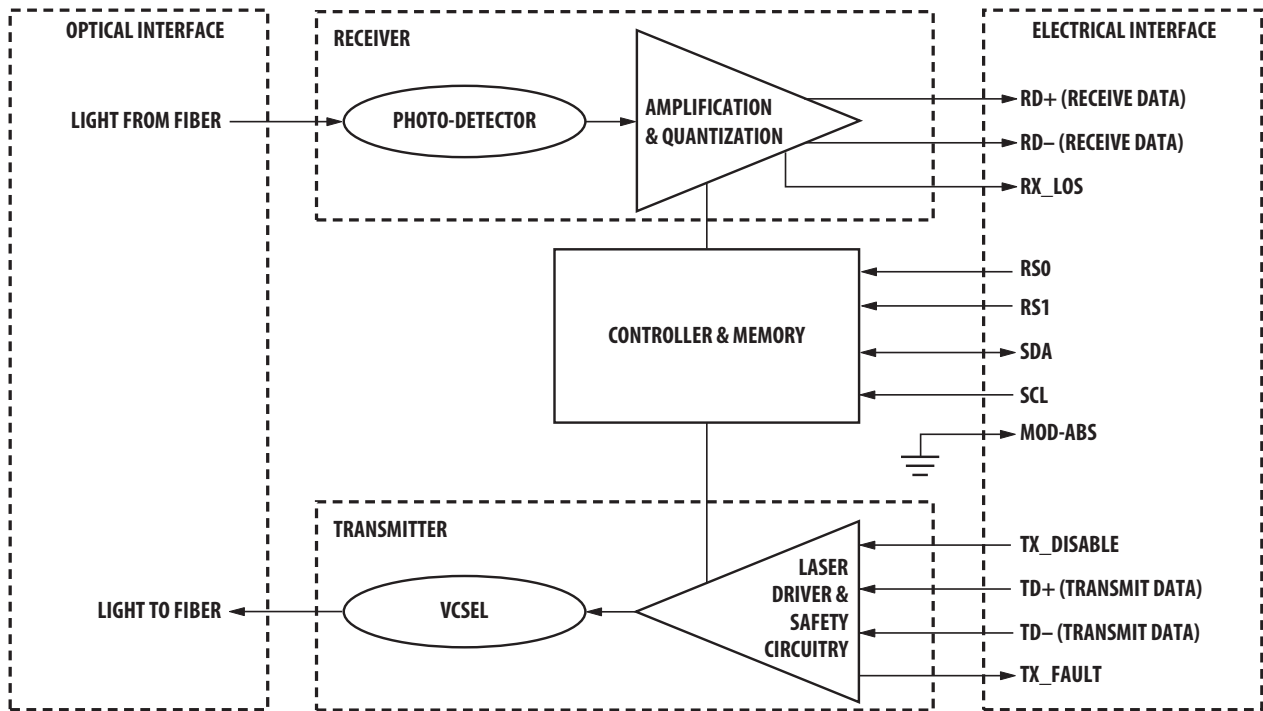 OPTICAL INTERFACE
LIGHT FROM FIBER
LIGHT TO FIBER
RECEIVER
PHOTO-DETECTOR
AMPLIFICATION
& QUANTIZATION
CONTROLLER & MEMORY
TRANSMITTER
VCSEL
LASER
DRIVER &
SAFETY
CIRCUITRY
ELECTRICAL INTERFACE
RD+ (RECEIVE DATA)
RD– (RECEIVE DATA)
RX_LOS
RS0
RS1
SDA
SCL
MOD-ABS
TX_DISABLE
TD+ (TRANSMIT DATA)
TD– (TRANSMIT DATA)
TX_FAULT